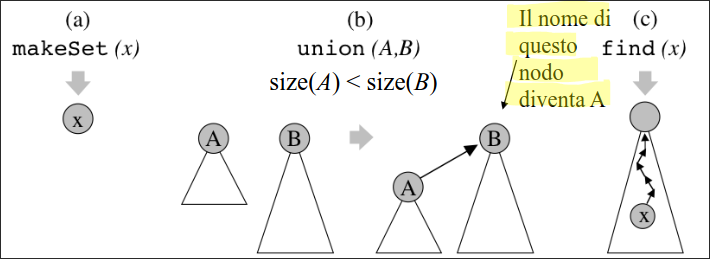 (a)
makeSet (x)
x
(b)
union (A,B)
size(A) < size(B)
A
B
A
B
Il nome di
questo
nodo
diventa A
(c)
find (x)
x